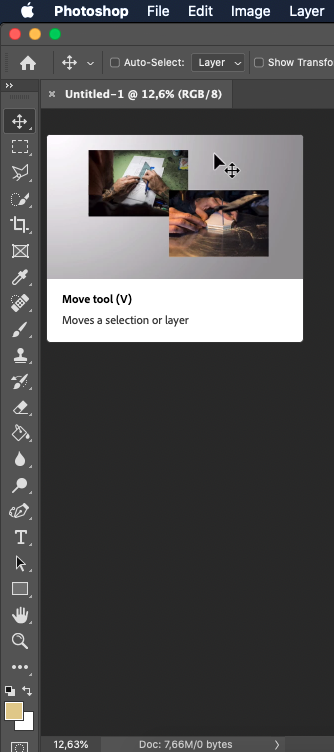 Photoshop File Edit Image Layer
Auto-Select: Layer Show Transfo
× Untitled-1 @ 12,6% (RGB/8)
Move tool (V)
Moves a selection or layer
T
12,63% Doc: 7,66M/0 bytes